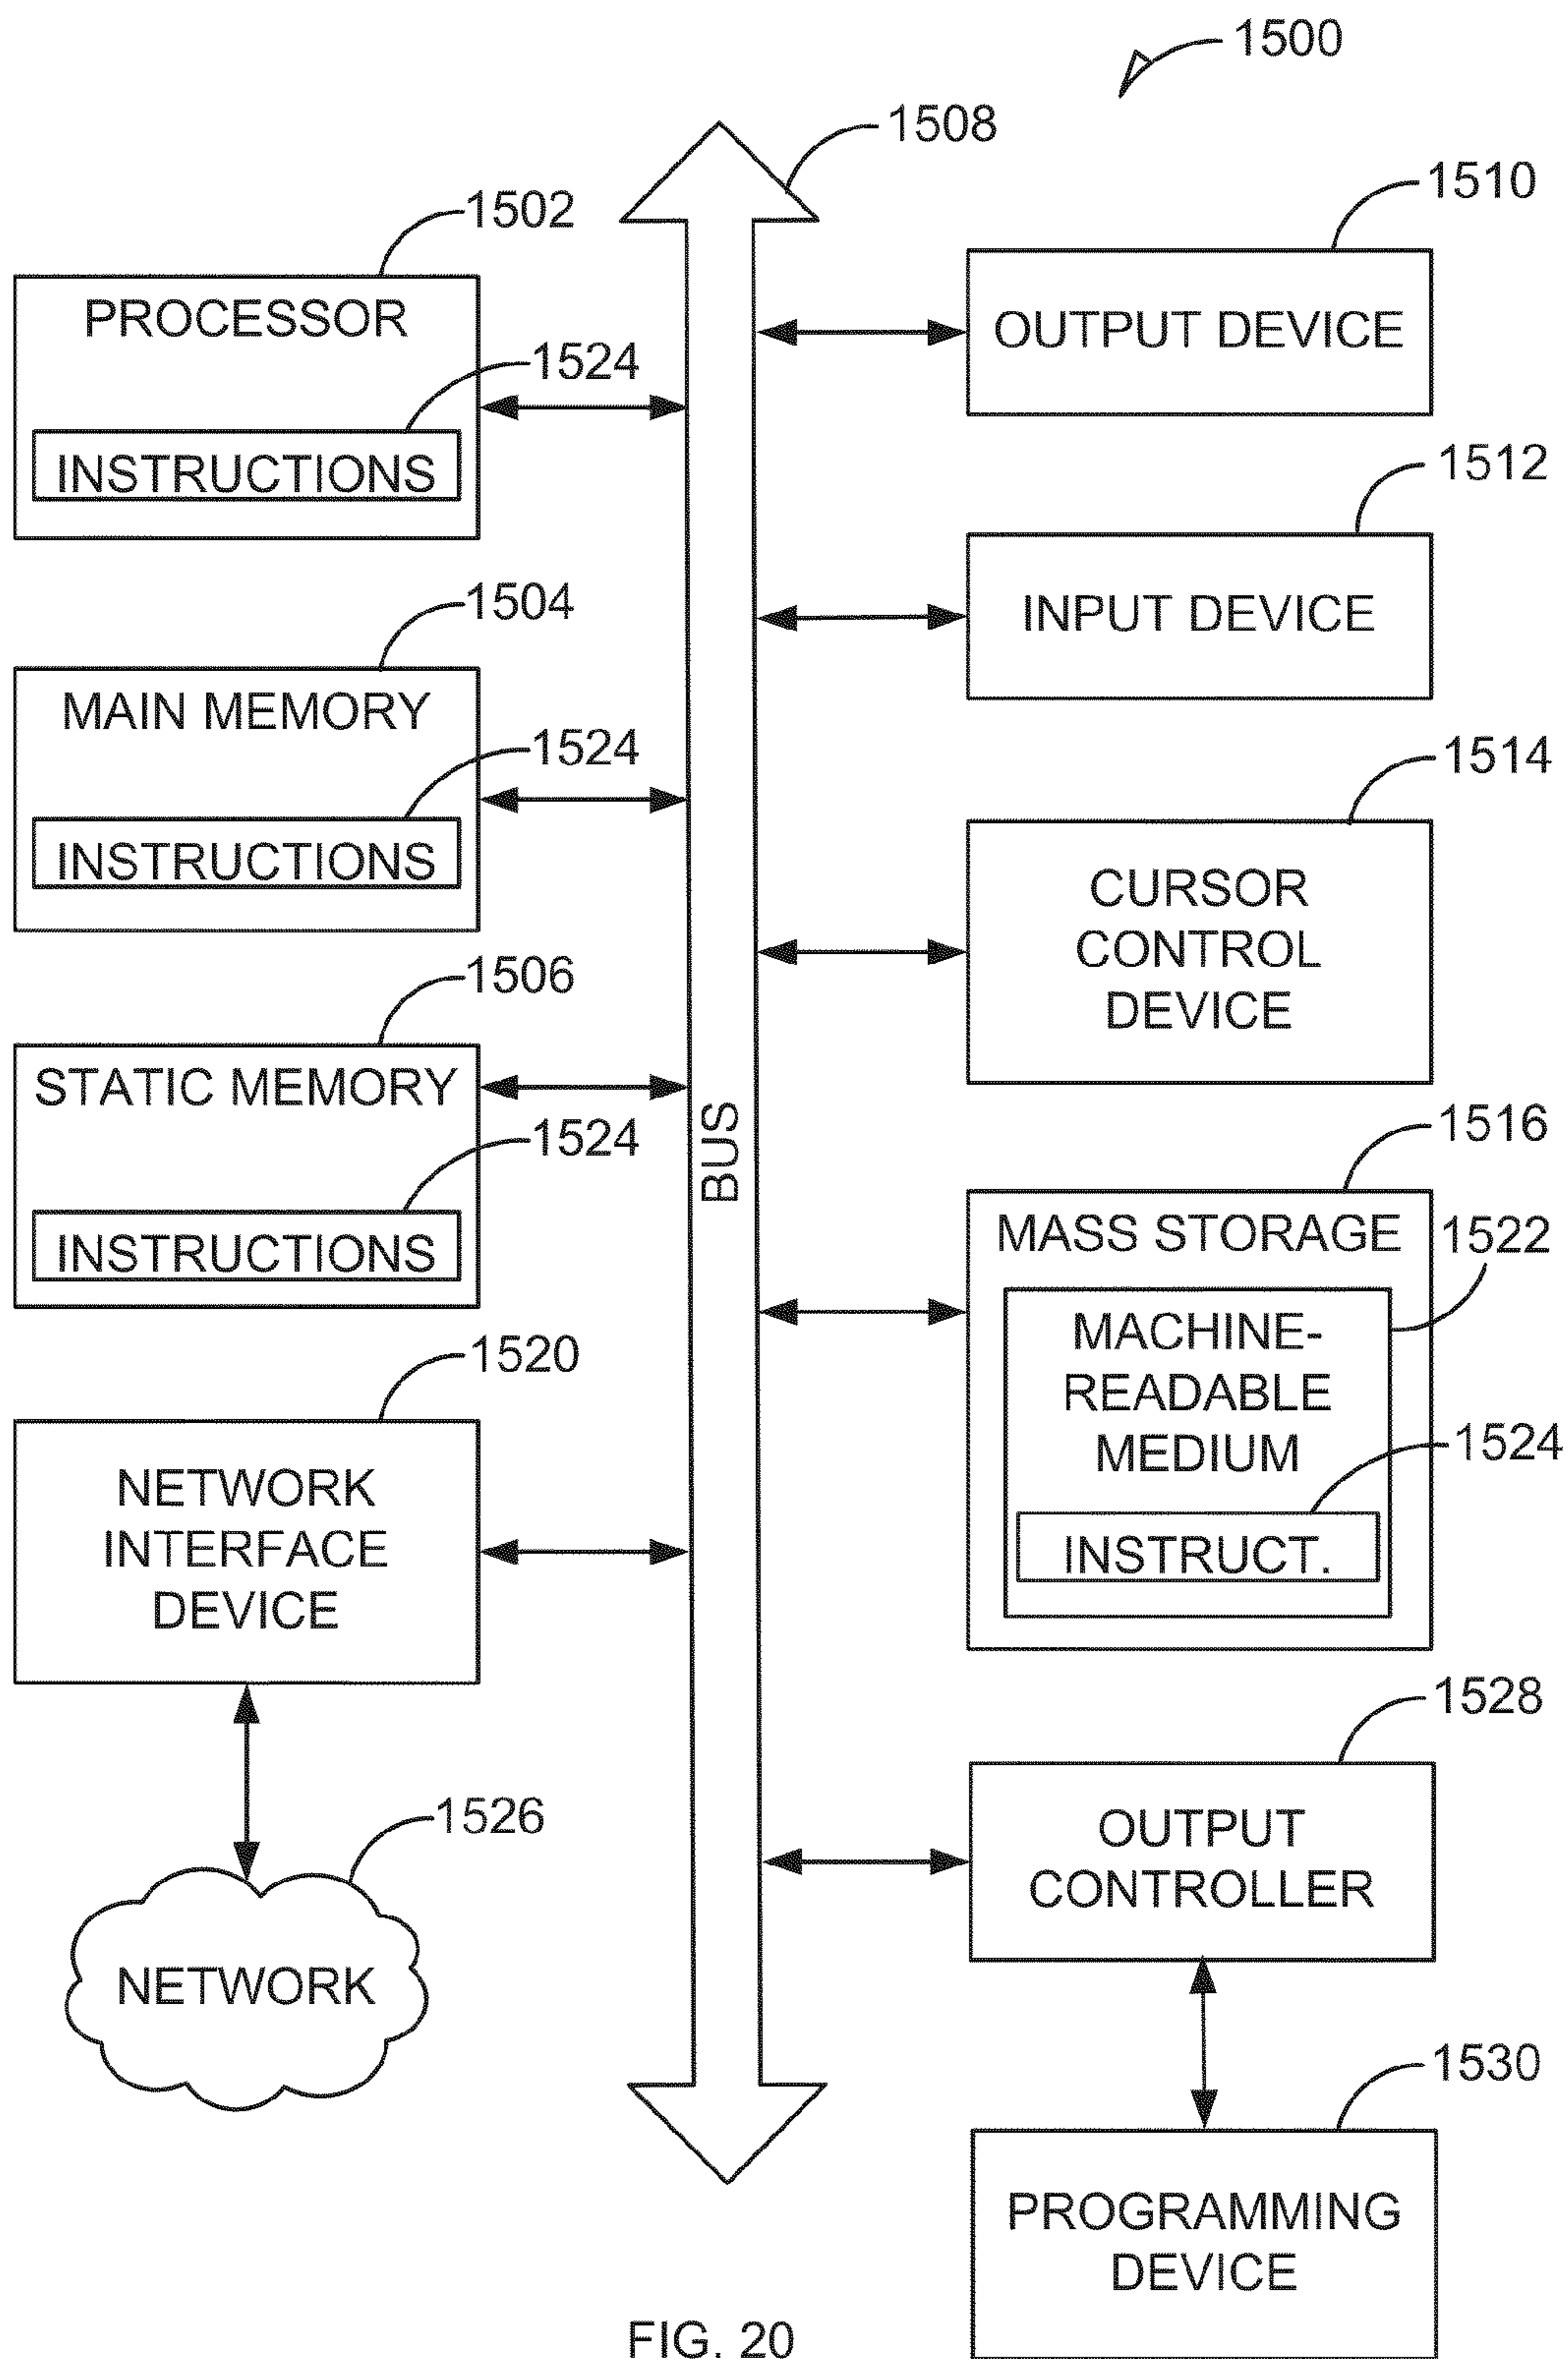 1500
1508
1502
PROCESSOR
1524
INSTRUCTIONS
1504
MAIN MEMORY
1524
INSTRUCTIONS
1506
STATIC MEMORY
1524
INSTRUCTIONS
1520
NETWORK
INTERFACE
DEVICE
1526
NETWORK
BUS
1510
OUTPUT DEVICE
1512
INPUT DEVICE
1514
CURSOR
CONTROL
DEVICE
1516
MASS STORAGE
1522
MACHINE-
READABLE
MEDIUM
1524
INSTRUCT.
1528
OUTPUT
CONTROLLER
1530
PROGRAMMING
DEVICE
FIG. 20